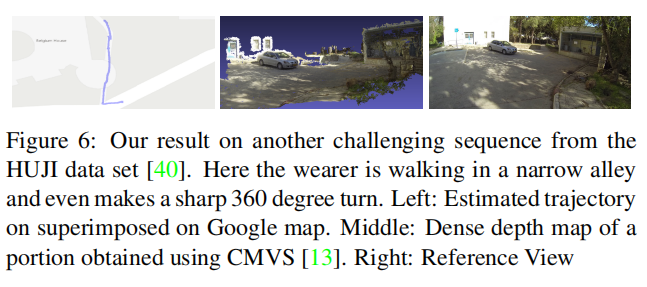 Belgian House
Figure 6: Our result on another challenging sequence from the
HUJI data set [40]. Here the wearer is walking in a narrow alley
and even makes a sharp 360 degree turn. Left: Estimated trajectory
on superimposed on Google map. Middle: Dense depth map of a
portion obtained using CMVS [13]. Right: Reference View